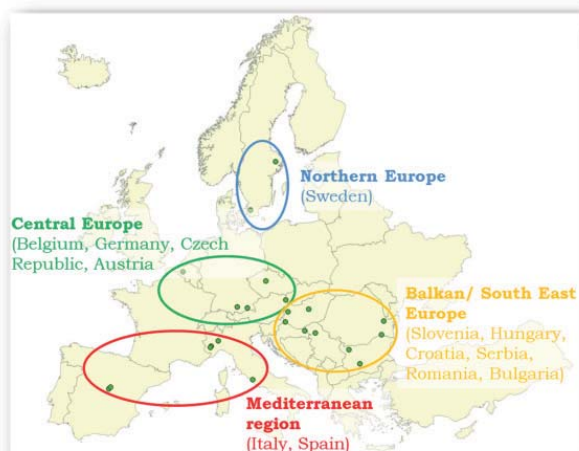 Northern Europe
(Sweden)
Central Europe
(Belgium, Germany, Czech
Republic, Austria
Balkan/ South East
Europe
(Slovenia, Hungary,
Croatia, Serbia,
Romania, Bulgaria)
Mediterranean
region
(Italy, Spain)